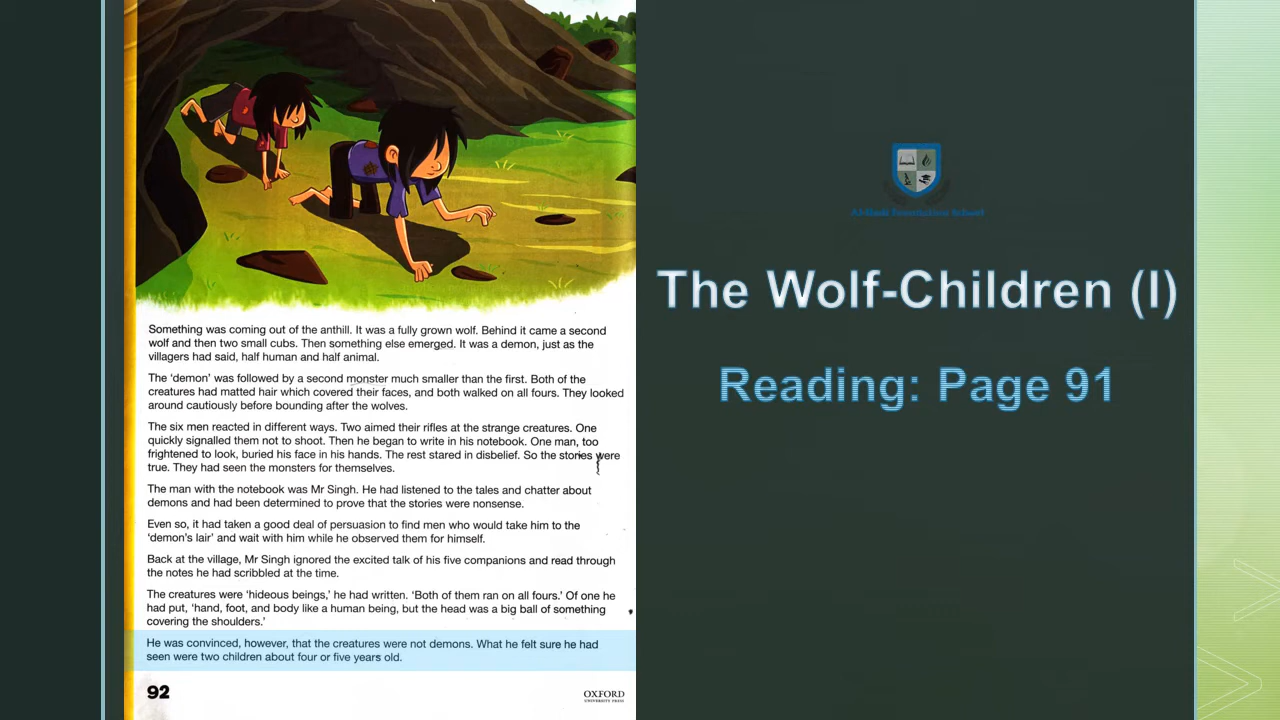 Something was coming out of the anthill. It was a fully grown wolf. Behind it came a second
wolf and then two small cubs. Then something else emerged. It was a demon, just as the
villagers had said, half human and half animal.
The ‘demon’ was followed by a second monster much smaller than the first. Both of the
creatures had matted hair which covered their faces, and both walked on all fours. They looked
around cautiously before bounding after the wolves.
The six men reacted in different ways. Two aimed their rifles at the strange creatures. One
quickly signalled them not to shoot. Then he began to write in his notebook. One man, too
frightened to look, buried his face in his hands. The rest stared in disbelief. So the stories were
true. They had seen the monsters for themselves.
The man with the notebook was Mr Singh. He had listened to the tales and chatter about
demons and had been determined to prove that the stories were nonsense.
Even so, it had taken a good deal of persuasion to find men who would take him to the
‘demon’s lair’ and wait with him while he observed them for himself.
Back at the village, Mr Singh ignored the excited talk of his five companions and read through
the notes he had scribbled at the time.
The creatures were ‘hideous beings,’ he had written. ‘Both of them ran on all fours.’ Of one he
had put, ‘hand, foot, and body like a human being, but the head was a big ball of something
covering the shoulders.’
He was convinced, however, that the creatures were not demons. What he felt sure he had
seen were two children about four or five years old.
92
OXFORD
UNIVERSITY PRESS
Foundation School
The Wolf-Children (I)
Reading: Page 91